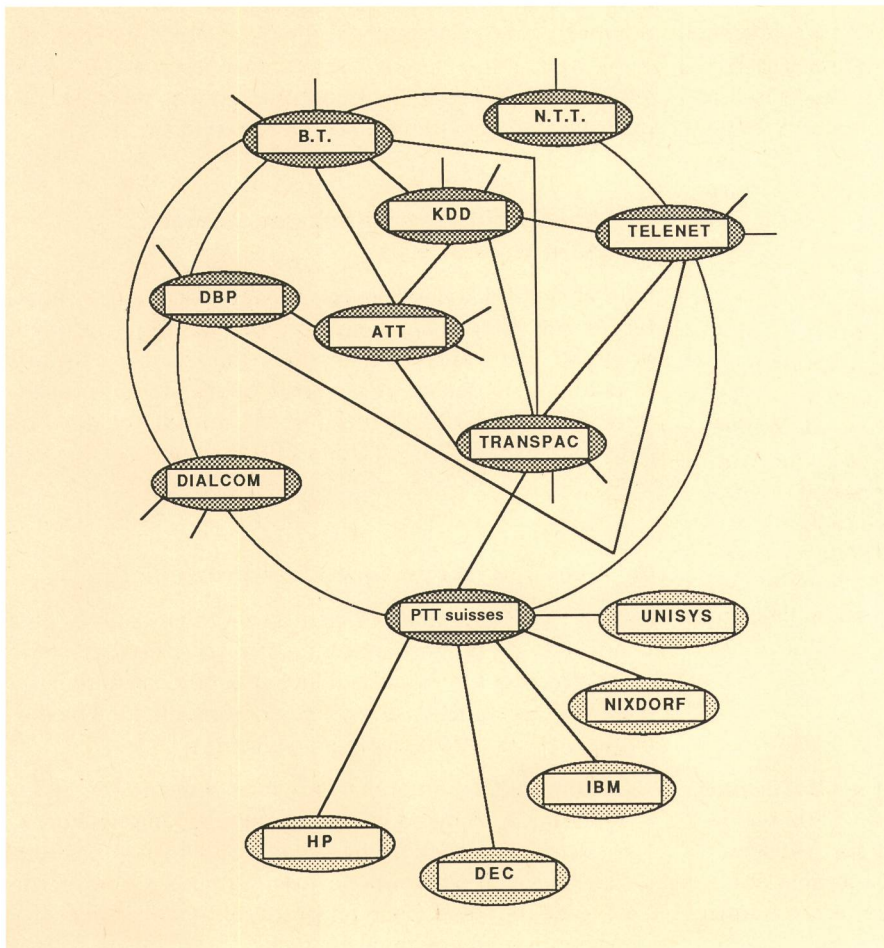 N.T.T.
B.T.
KDD
TELENET
DBP
ATT
TRANSPAC
DIALCOM
PTT suisses
UNISYS
NIXDORF
IBM
HP
DEC